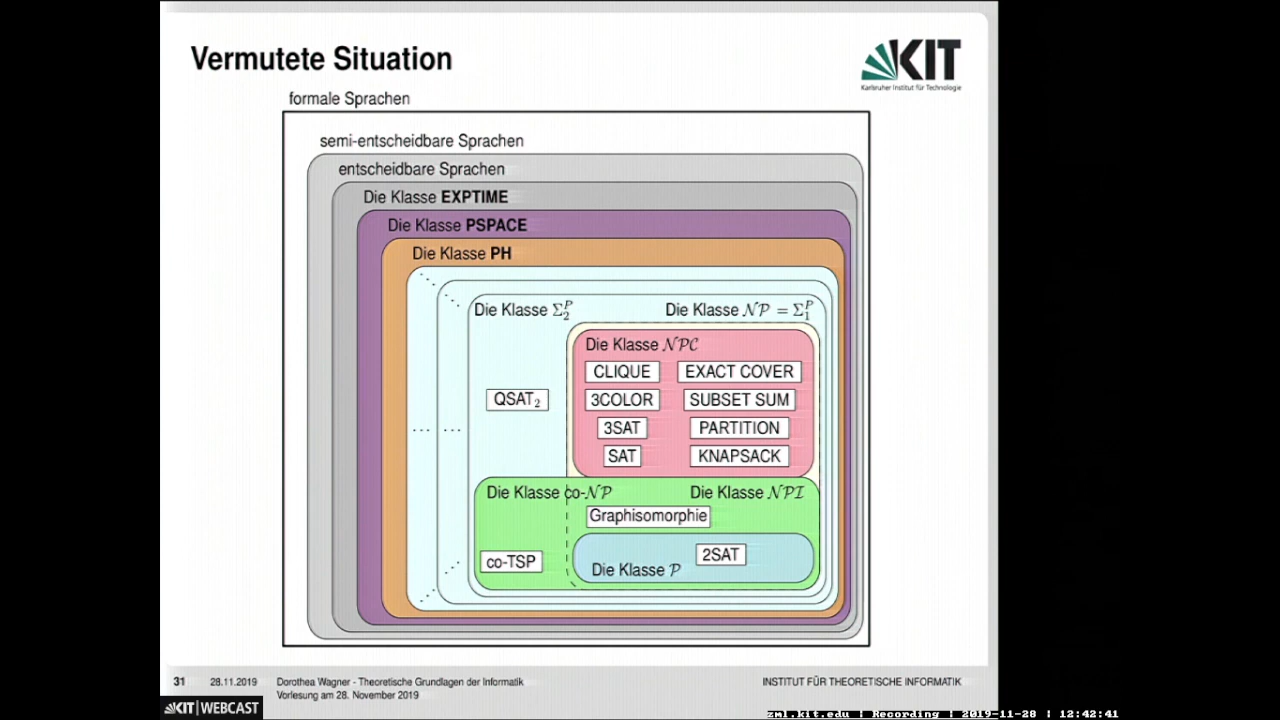 Vermutete Situation
KIT
Karlsruher Institut für Technologie
formale Sprachen
semi-entscheidbare Sprachen
entscheidbare Sprachen
Die Klasse EXPTIME
Die Klasse PSPACE
Die Klasse PH
Die Klasse Σ₂ᴾ Die Klasse 𝒩𝒫 = Σ₁ᴾ
Die Klasse 𝒩𝒫𝒞
CLIQUE EXACT COVER
QSAT₂ 3COLOR SUBSET SUM
3SAT PARTITION
SAT KNAPSACK
Die Klasse co-𝒩𝒫 Die Klasse 𝒩𝒫ℐ
Graphisomorphie
co-TSP 2SAT
Die Klasse 𝒫
31 28.11.2019 Dorothea Wagner - Theoretische Grundlagen der Informatik INSTITUT FÜR THEORETISCHE INFORMATIK
Vorlesung am 28. November 2019
KIT | WEBCAST
zml.kit.edu | Recording | 2019-11-28 | 12:42:41